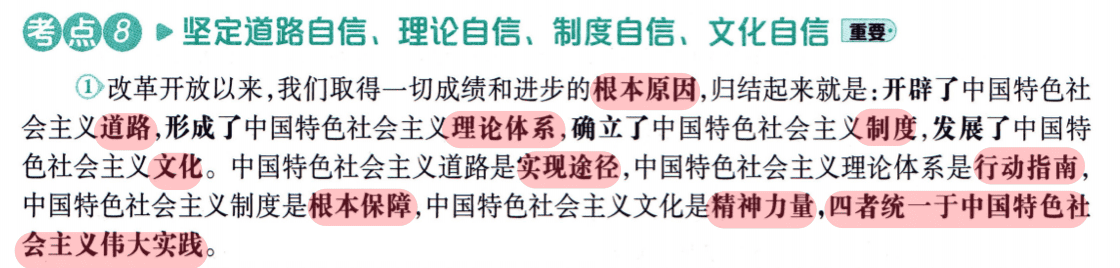 考点8 ▶ 坚定道路自信、理论自信、制度自信、文化自信 重要
①改革开放以来,我们取得一切成绩和进步的根本原因,归结起来就是:开辟了中国特色社
会主义道路,形成了中国特色社会主义理论体系,确立了中国特色社会主义制度,发展了中国特
色社会主义文化。中国特色社会主义道路是实现途径,中国特色社会主义理论体系是行动指南,
中国特色社会主义制度是根本保障,中国特色社会主义文化是精神力量,四者统一于中国特色社
会主义伟大实践。